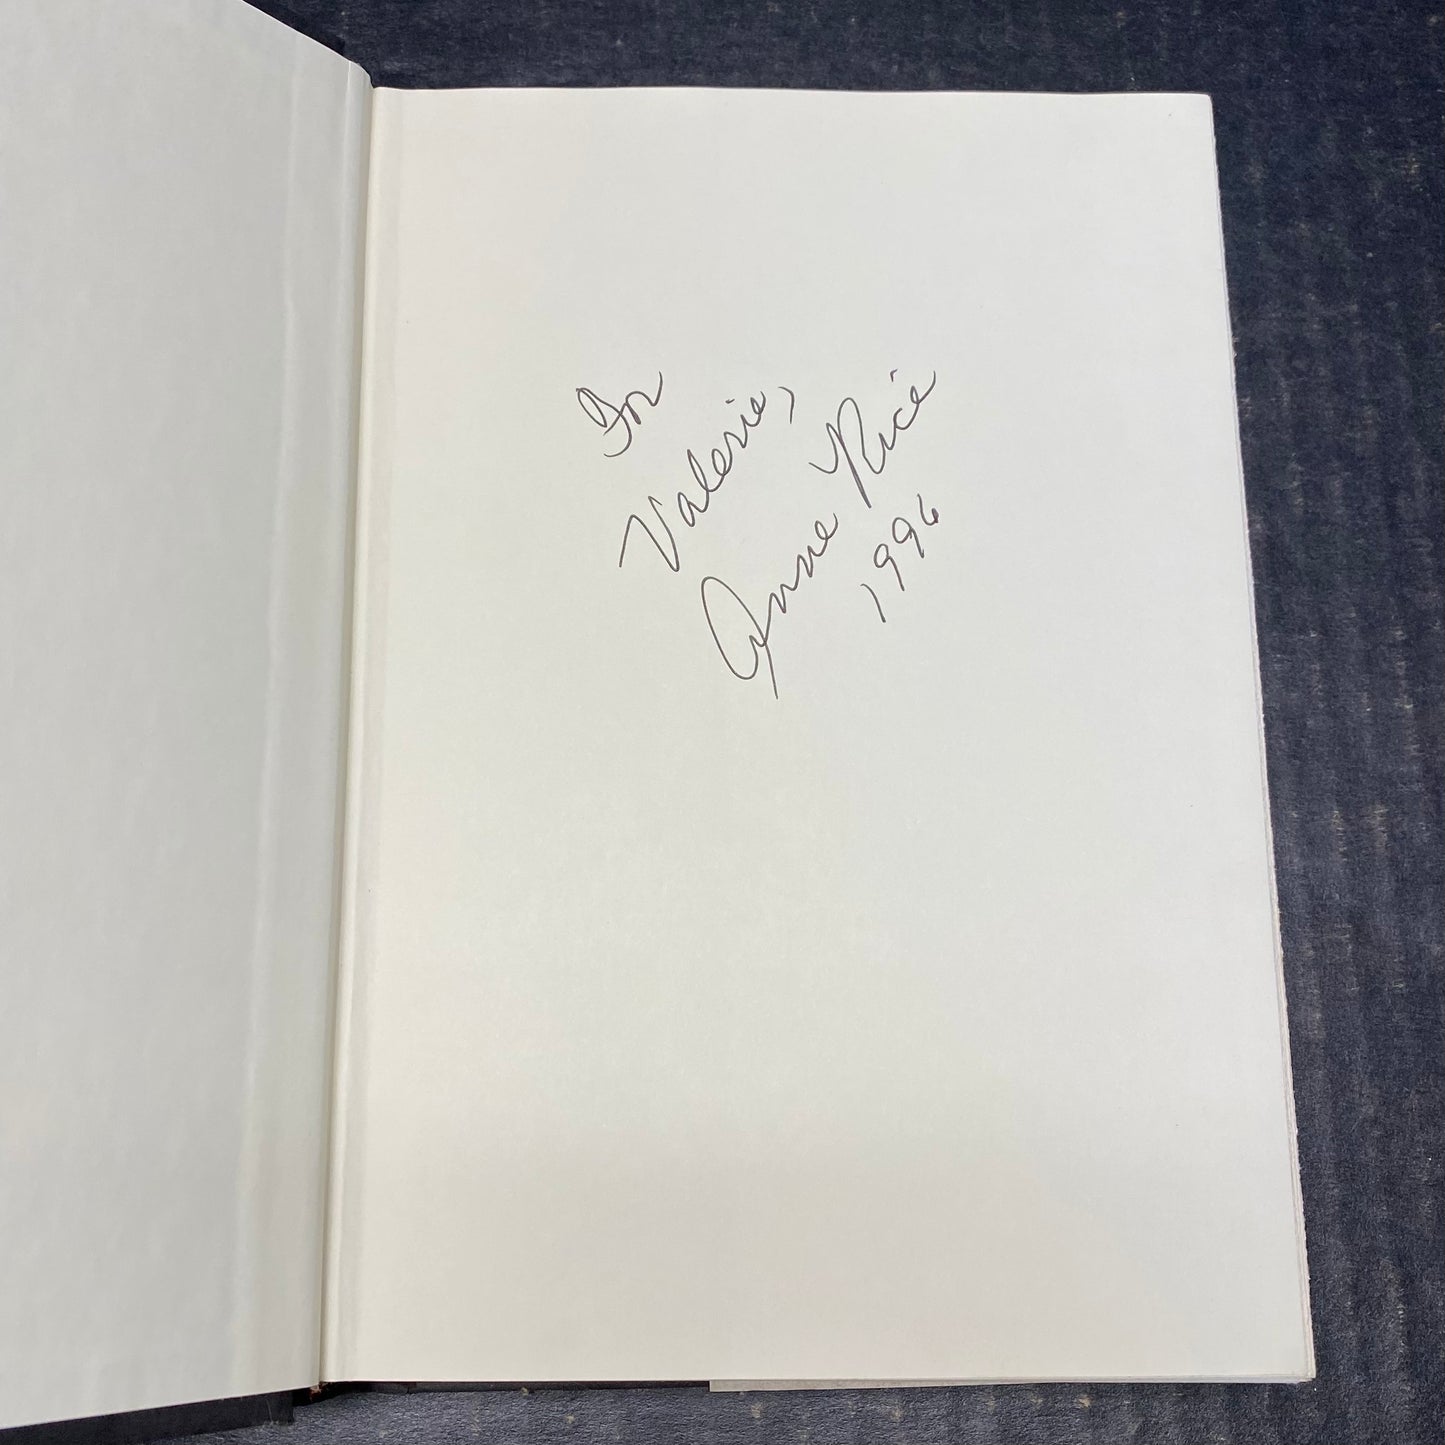 For
Valerie,
Anne Rice
1996